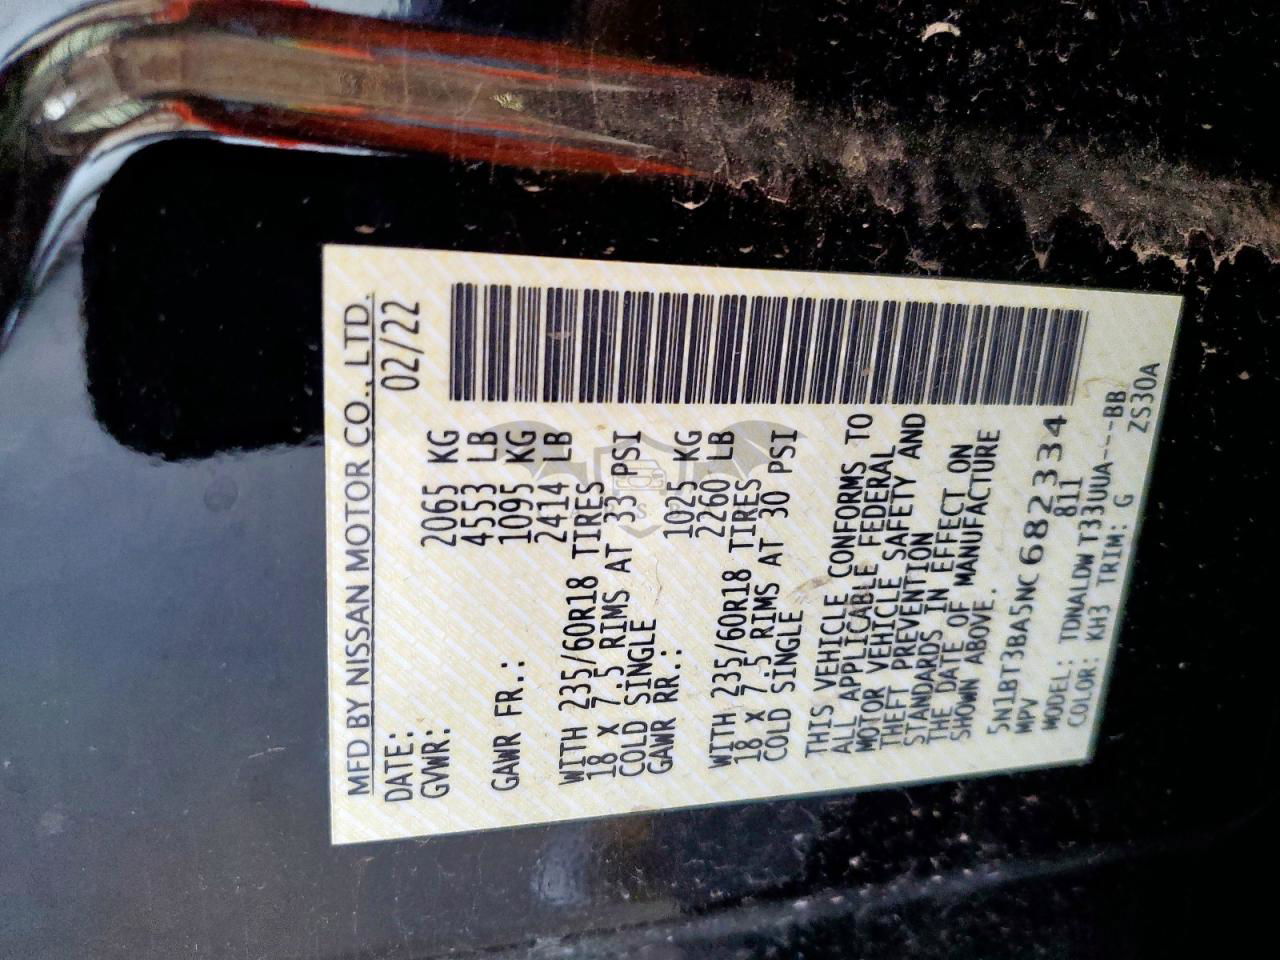 MFD BY NISSAN MOTOR CO., LTD.
DATE: 02/22
GVWR: 2065 KG
4553 LB
GAWR FR.: 1095 KG
2414 LB
WITH 235/60R18 TIRES
18 X 7.5 RIMS AT 33 PSI
COLD SINGLE
GAWR RR.: 1025 KG
2260 LB
WITH 235/60R18 TIRES
18 X 7.5 RIMS AT 30 PSI
COLD SINGLE
THIS VEHICLE CONFORMS TO
ALL APPLICABLE FEDERAL
MOTOR VEHICLE SAFETY AND
THEFT PREVENTION
STANDARDS IN EFFECT ON
THE DATE OF MANUFACTURE
SHOWN ABOVE.
5N1BT3BA5NC682334
MPV 811
MODEL: TDNALDW T33UUA---BB
COLOR: KH3 TRIM: G ZS30A